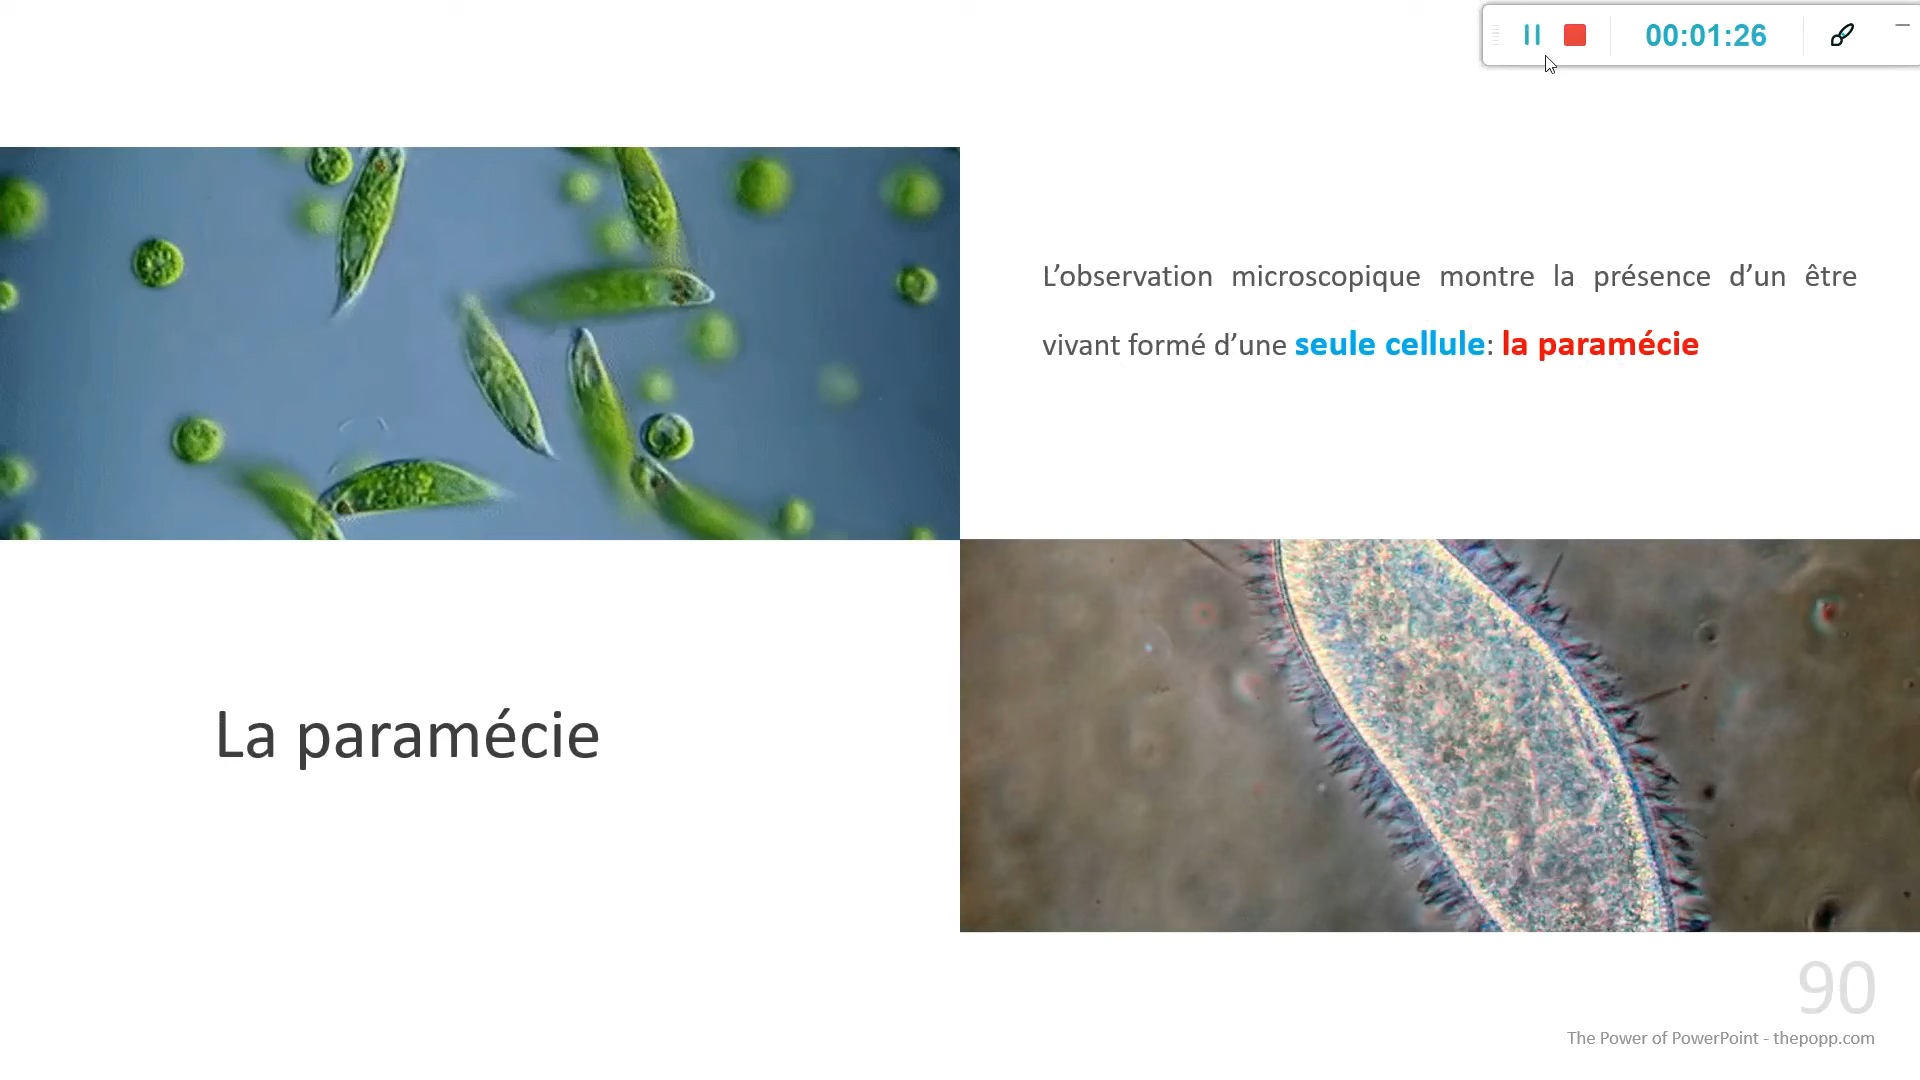 00:01:26
L’observation microscopique montre la présence d’un être
vivant formé d’une seule cellule: la paramécie
La paramécie
90
The Power of PowerPoint - thepopp.com